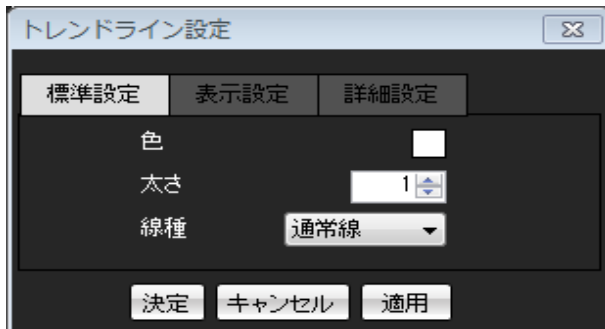 トレンドライン設定
標準設定 表示設定 詳細設定
色
太さ 1
線種 通常線
決定 キャンセル 適用